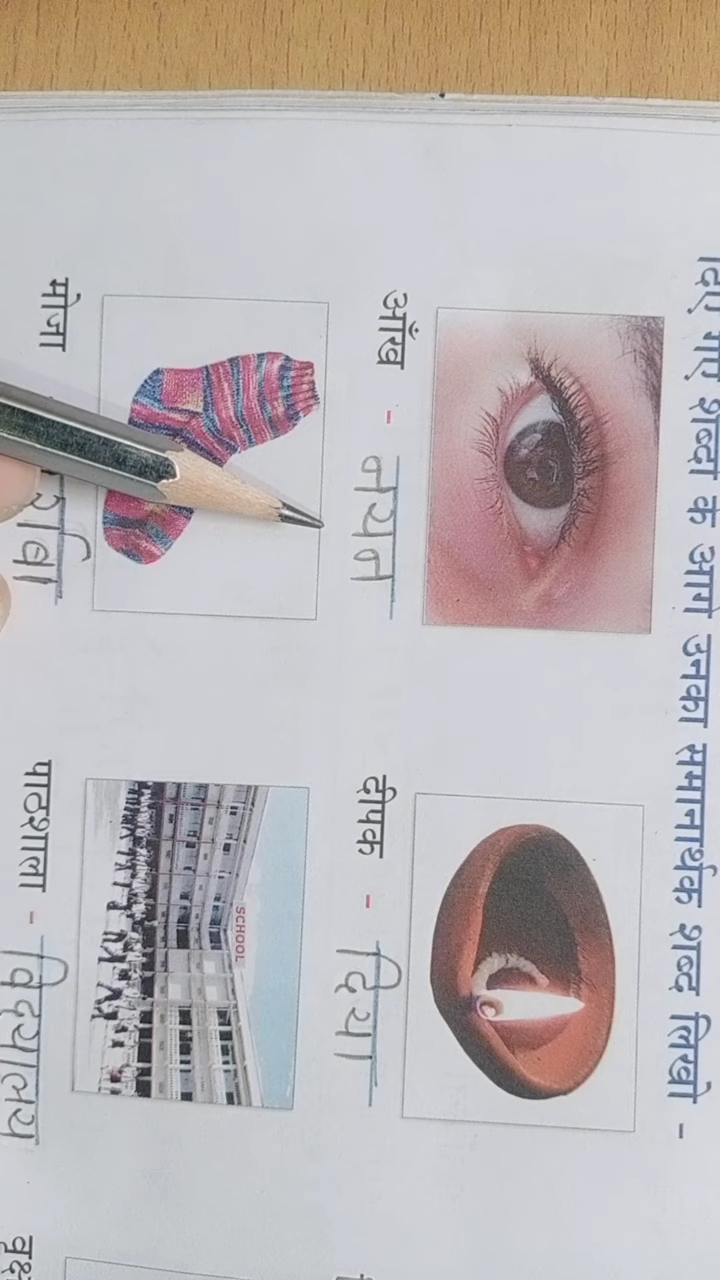 दिए गए शब्दों के आगे उनका समानार्थक शब्द लिखो -
आँख - नयन
दीपक - दिया
SCHOOL
मोजा
पाठशाला - विद्यालय